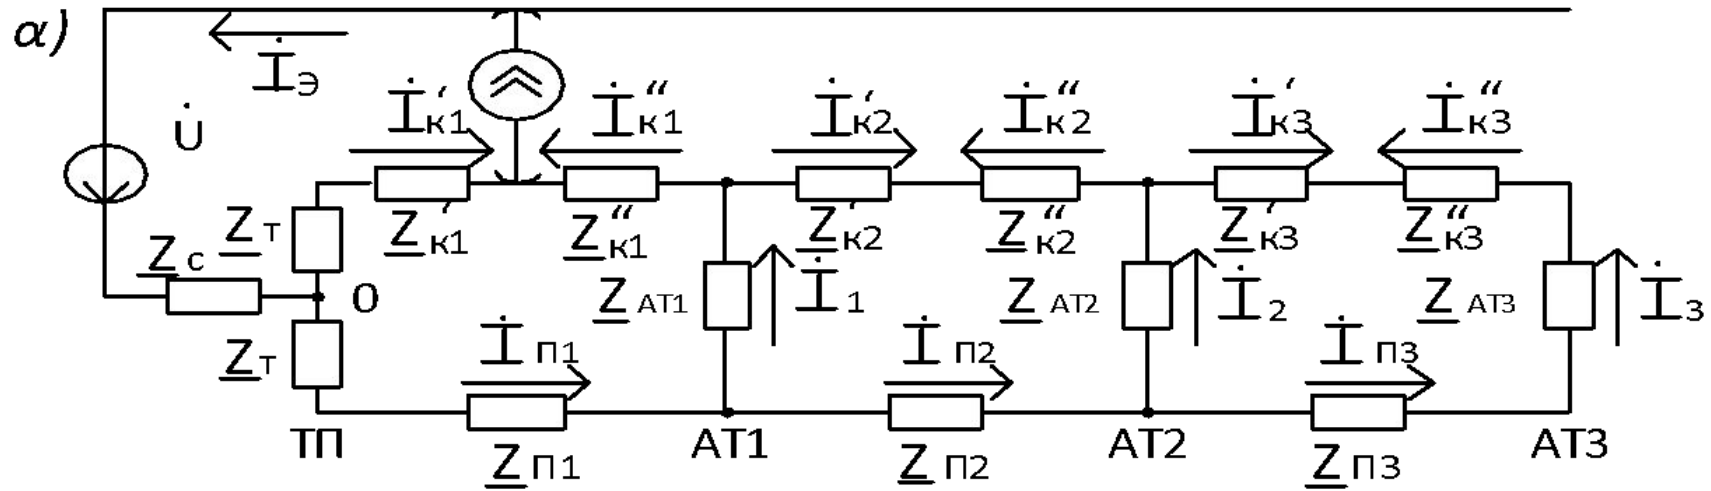 α)
İэ
U̇
İ′к1 İ″к1 İ′к2 İ″к2 İ′к3 İ″к3
Z′к1 Z″к1 Z′к2 Z″к2 Z′к3 Z″к3
Zт
Zс
0
ZАТ1 İ1 ZАТ2 İ2 ZАТ3 İ3
Zт
İП1 İП2 İП3
ТП АТ1 АТ2 АТ3
ZП1 ZП2 ZП3